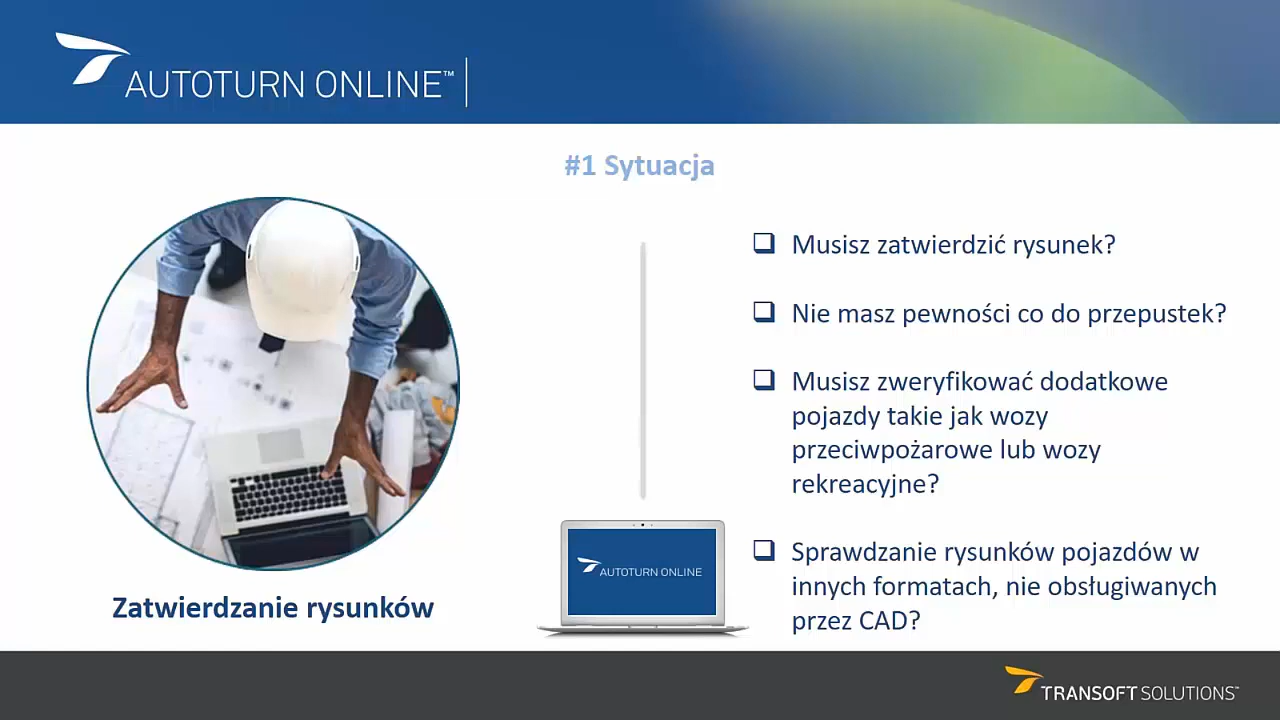 AUTOTURN ONLINE™
#1 Sytuacja
Musisz zatwierdzić rysunek?
Nie masz pewności co do przepustek?
Musisz zweryfikować dodatkowe
pojazdy takie jak wozy
przeciwpożarowe lub wozy
rekreacyjne?
Sprawdzanie rysunków pojazdów w
innych formatach, nie obsługiwanych
przez CAD?
Zatwierdzanie rysunków
AUTOTURN ONLINE
TRANSOFT SOLUTIONS™